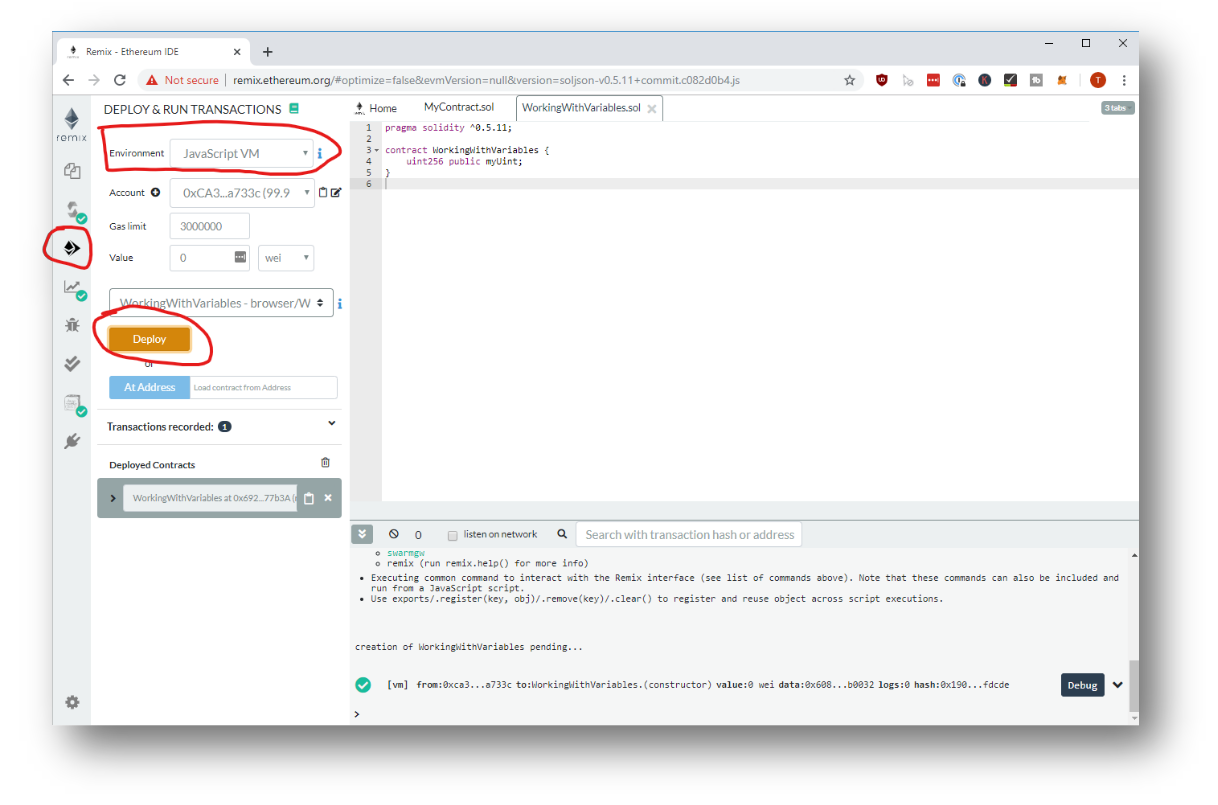 Remix - Ethereum IDE
Not secure | remix.ethereum.org/#optimize=false&evmVersion=null&version=soljson-v0.5.11+commit.c082d0b4.js
T
remix
DEPLOY & RUN TRANSACTIONS
Environment JavaScript VM
Account 0xCA3...a733c (99.9
Gas limit 3000000
Value 0 wei
WorkingWithVariables - browser/W
Deploy
or
At Address Load contract from Address
Transactions recorded: 1
Deployed Contracts
WorkingWithVariables at 0x692...77b3A (
Home MyContract.sol WorkingWithVariables.sol 3 tabs
1 pragma solidity ^0.5.11;
2
3 contract WorkingWithVariables {
4 uint256 public myUint;
5 }
6
0 listen on network Search with transaction hash or address
swarmgw
remix (run remix.help() for more info)
Executing common command to interact with the Remix interface (see list of commands above). Note that these commands can also be included and
run from a JavaScript script.
Use exports/.register(key, obj)/.remove(key)/.clear() to register and reuse object across script executions.
creation of WorkingWithVariables pending...
[vm] from:0xca3...a733c to:WorkingWithVariables.(constructor) value:0 wei data:0x608...b0032 logs:0 hash:0x190...fdcde Debug
>